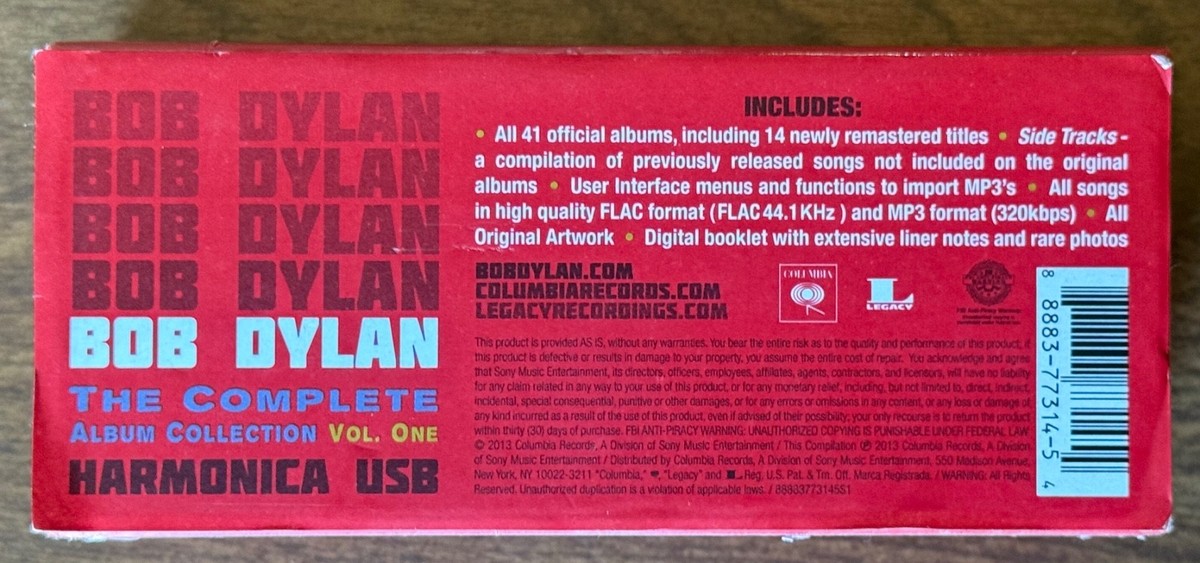 BOB DYLAN
BOB DYLAN
BOB DYLAN
BOB DYLAN
BOB DYLAN
THE COMPLETE
ALBUM COLLECTION VOL. ONE
HARMONICA USB
INCLUDES:
• All 41 official albums, including 14 newly remastered titles • Side Tracks -
a compilation of previously released songs not included on the original
albums • User Interface menus and functions to import MP3's • All songs
in high quality FLAC format (FLAC 44.1KHz ) and MP3 format (320kbps) • All
Original Artwork • Digital booklet with extensive liner notes and rare photos
BOBDYLAN.COM
COLUMBIARECORDS.COM
LEGACYRECORDINGS.COM
COLUMBIA
L
LEGACY
FBI Anti-Piracy Warning:
This product is provided AS IS, without any warranties. You bear the entire risk as to the quality and performance of this product, if
this product is defective or results in damage to your property, you assume the entire cost of repair. You acknowledge and agree
that Sony Music Entertainment, its directors, officers, employees, affiliates, agents, contractors, and licensors, will have no liability
for any claim related in any way to your use of this product, or for any monetary relief, including, but not limited to, direct, indirect,
incidental, special consequential, punitive or other damages, or for any errors or omissions in any content, or any loss or damage of
any kind incurred as a result of the use of this product, even if advised of their possibility; your only recourse is to return the product
within thirty (30) days of purchase. FBI ANTI-PIRACY WARNING: UNAUTHORIZED COPYING IS PUNISHABLE UNDER FEDERAL LAW
© 2013 Columbia Records, A Division of Sony Music Entertainment / This Compilation ℗ 2013 Columbia Records, A Division
of Sony Music Entertainment / Distributed by Columbia Records, A Division of Sony Music Entertainment, 550 Madison Avenue,
New York, NY 10022-3211 "Columbia," "Legacy" and L Reg. U.S. Pat. & Tm. Off. Marca Registrada. / WARNING: All Rights
Reserved. Unauthorized duplication is a violation of applicable laws. / 88883773145S1
8 8883-77314-5 4